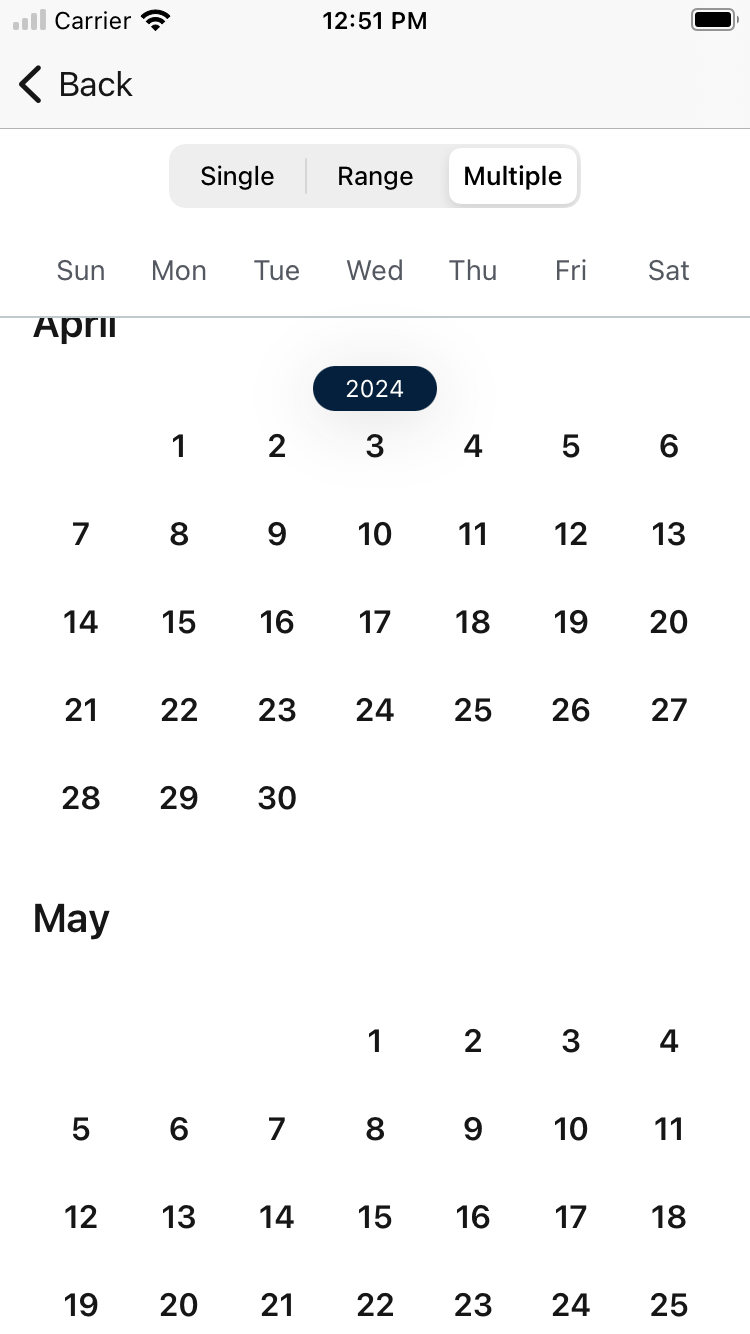 Carrier 12:51 PM
Back
Single Range Multiple
Sun Mon Tue Wed Thu Fri Sat
April
2024
1 2 3 4 5 6
7 8 9 10 11 12 13
14 15 16 17 18 19 20
21 22 23 24 25 26 27
28 29 30
May
1 2 3 4
5 6 7 8 9 10 11
12 13 14 15 16 17 18
19 20 21 22 23 24 25